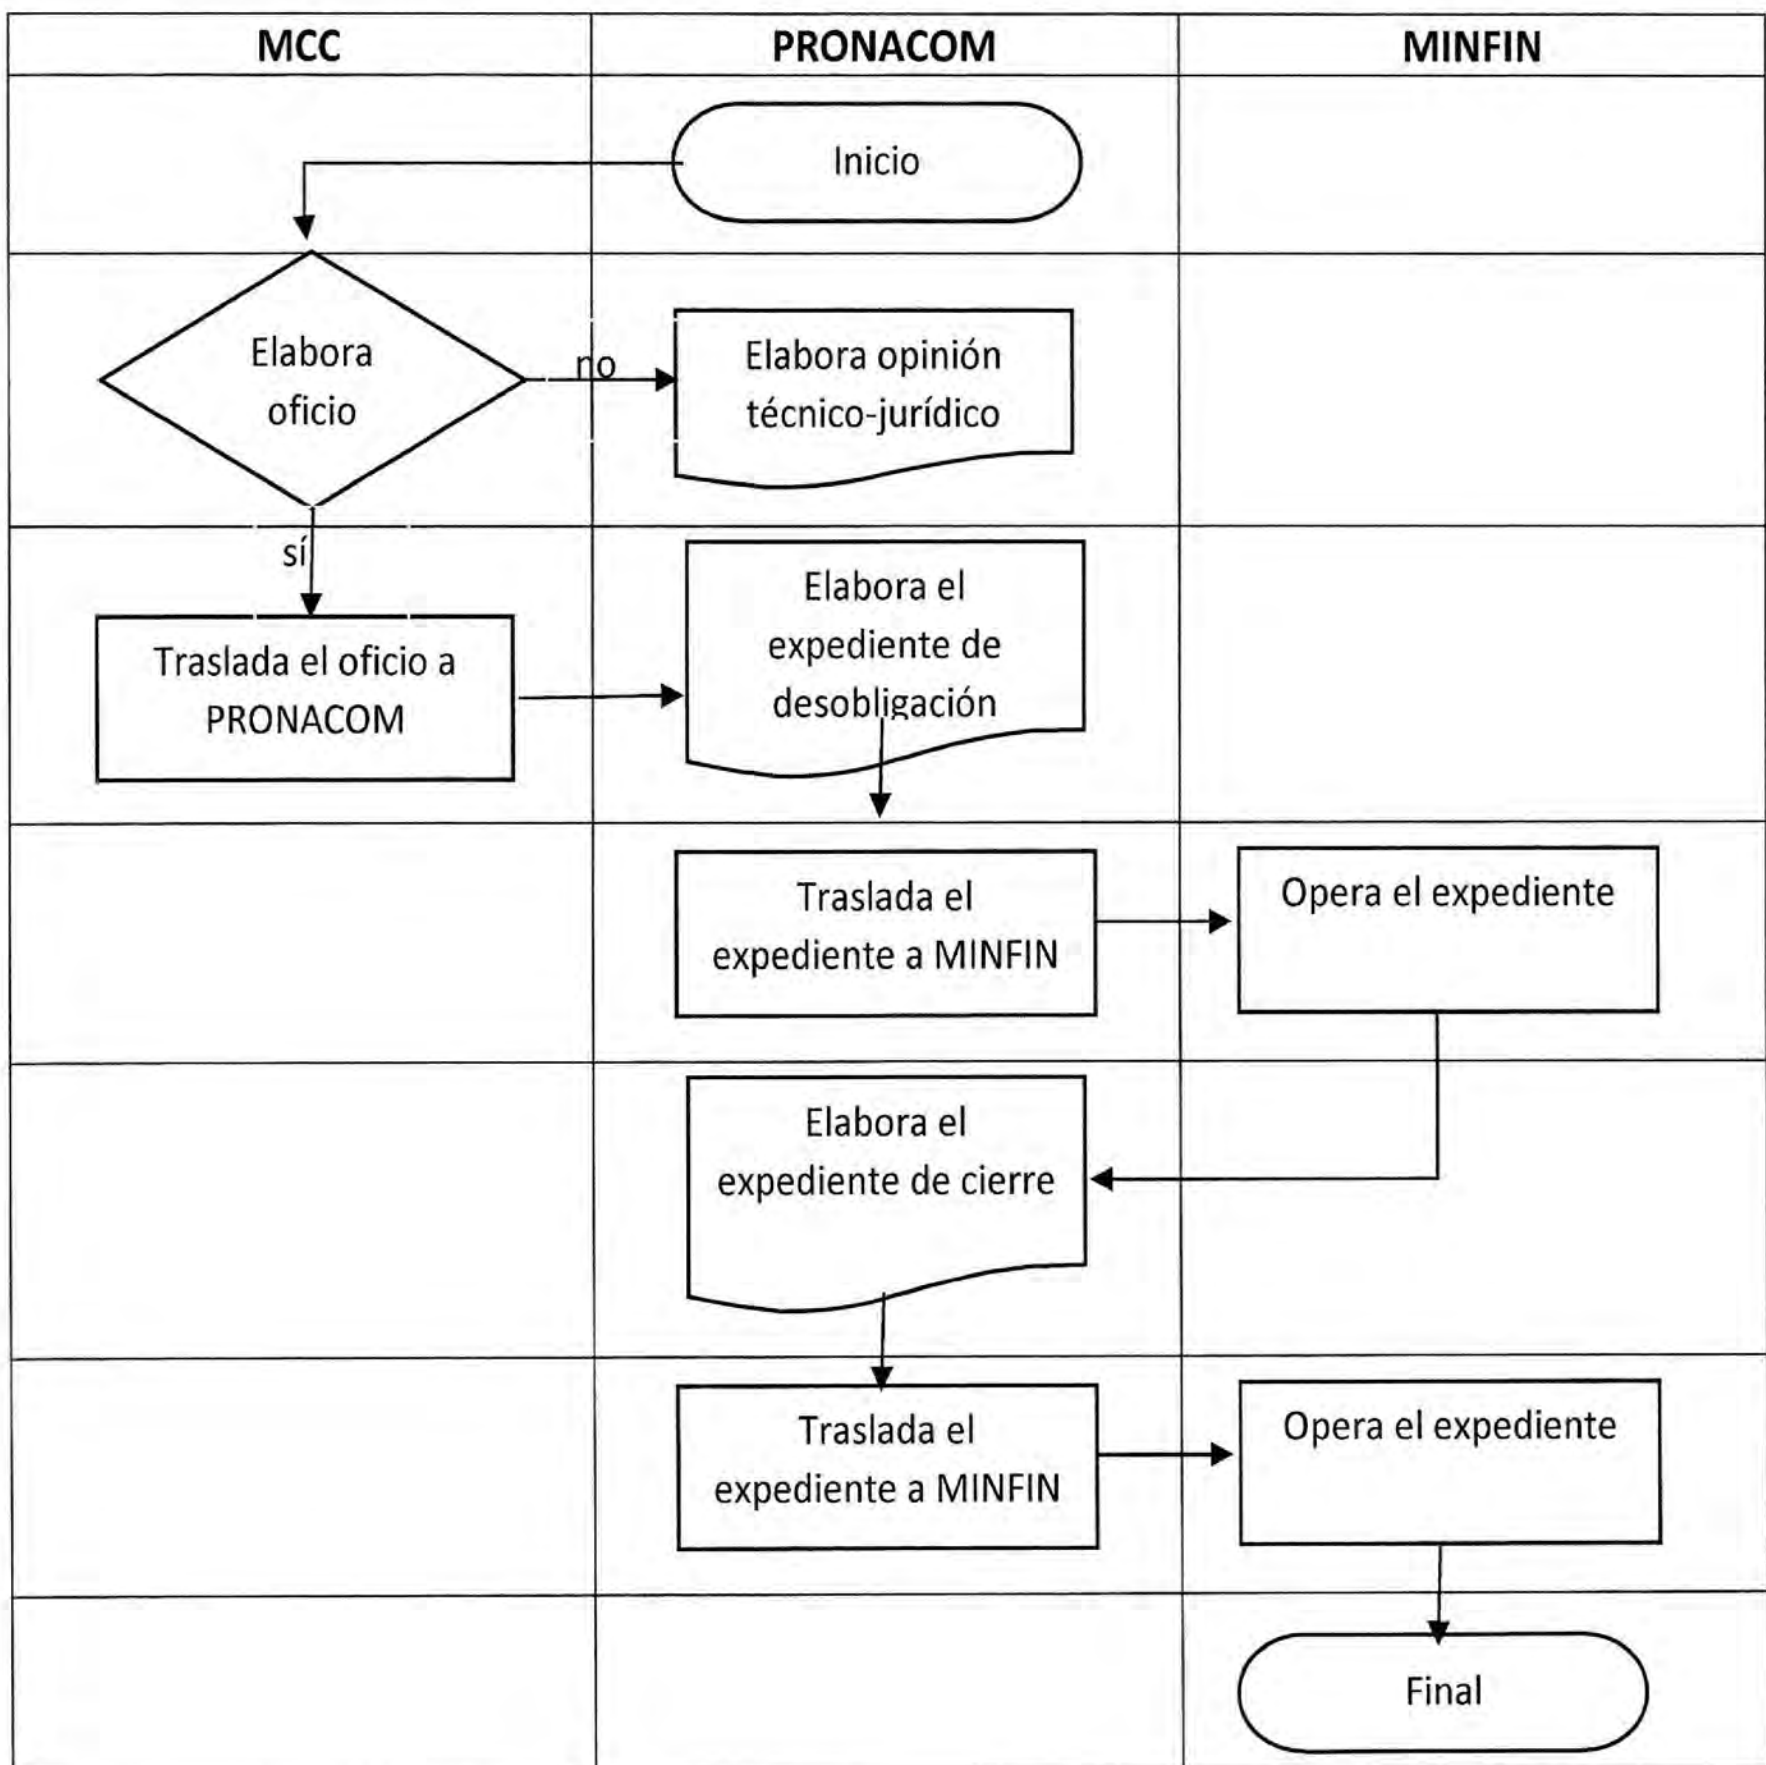 MCC
PRONACOM
MINFIN
Inicio
Elabora
oficio
no
Elabora opinión
técnico-jurídico
sí
Traslada el oficio a
PRONACOM
Elabora el
expediente de
desobligación
Traslada el
expediente a MINFIN
Opera el expediente
Elabora el
expediente de cierre
Traslada el
expediente a MINFIN
Opera el expediente
Final